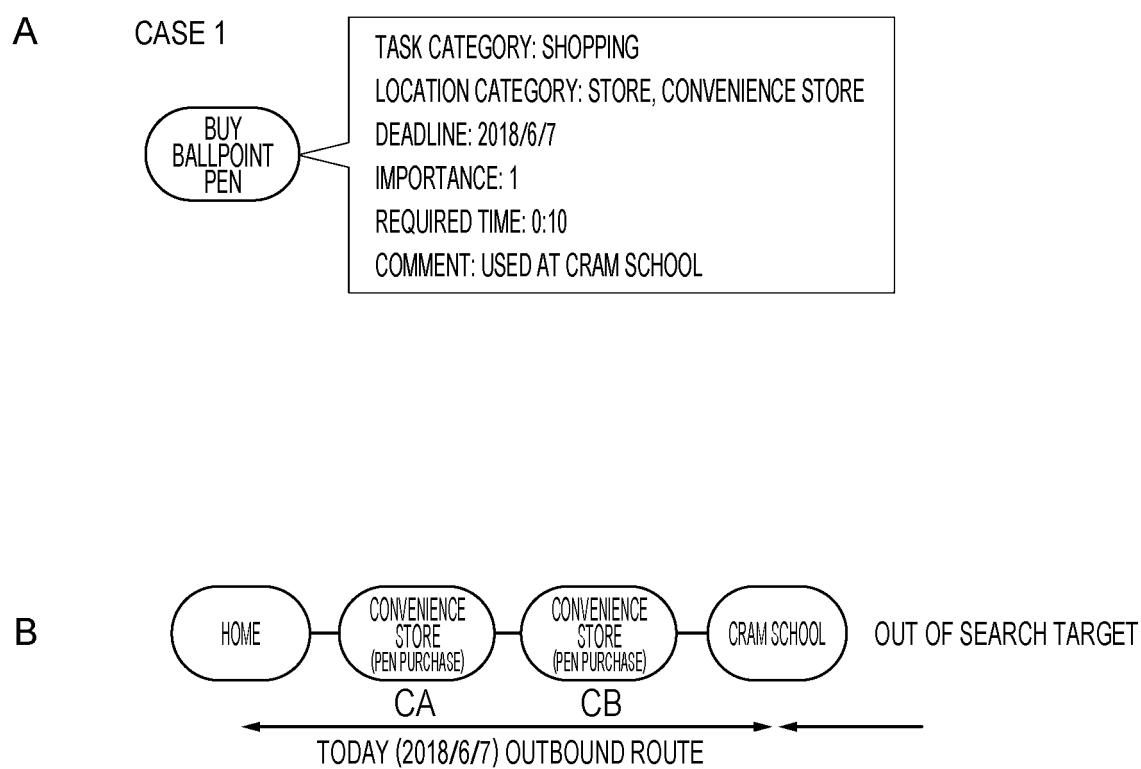 A
CASE 1
BUY
BALLPOINT
PEN
TASK CATEGORY: SHOPPING
LOCATION CATEGORY: STORE, CONVENIENCE STORE
DEADLINE: 2018/6/7
IMPORTANCE: 1
REQUIRED TIME: 0:10
COMMENT: USED AT CRAM SCHOOL
B
HOME
CONVENIENCE
STORE
(PEN PURCHASE)
CA
CONVENIENCE
STORE
(PEN PURCHASE)
CB
CRAM SCHOOL
OUT OF SEARCH TARGET
TODAY (2018/6/7) OUTBOUND ROUTE